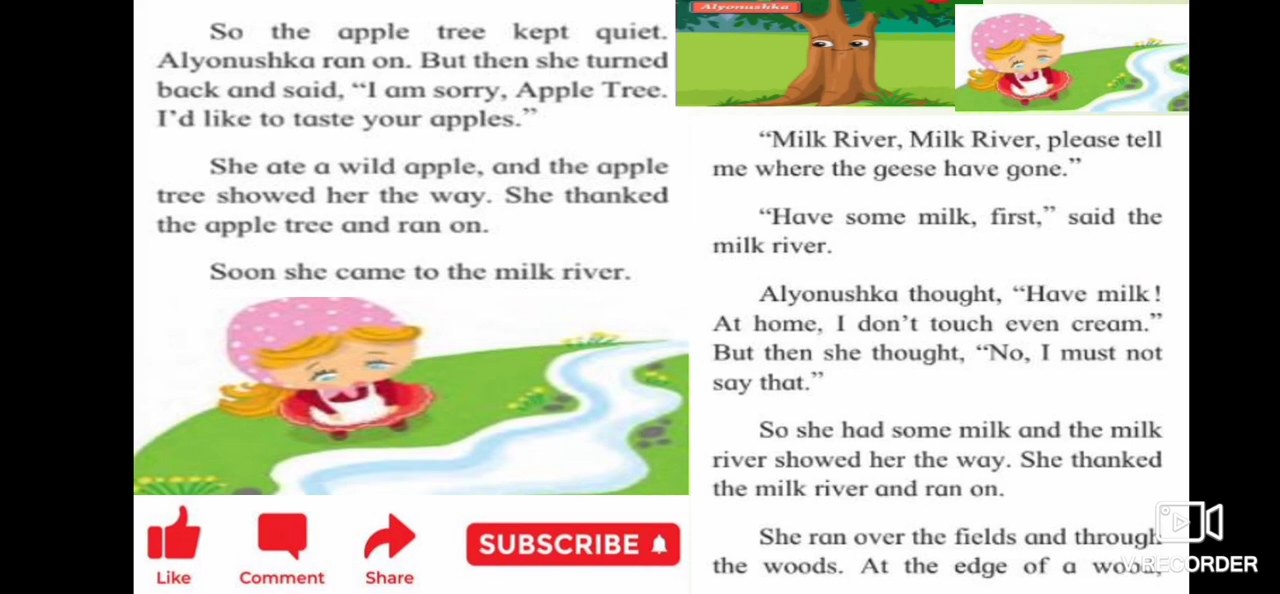 So the apple tree kept quiet.
Alyonushka ran on. But then she turned
back and said, “I am sorry, Apple Tree.
I’d like to taste your apples.”
She ate a wild apple, and the apple
tree showed her the way. She thanked
the apple tree and ran on.
Soon she came to the milk river.
Like
Comment
Share
SUBSCRIBE
Alyonushka
“Milk River, Milk River, please tell
me where the geese have gone.”
“Have some milk, first,” said the
milk river.
Alyonushka thought, “Have milk!
At home, I don’t touch even cream.”
But then she thought, “No, I must not
say that.”
So she had some milk and the milk
river showed her the way. She thanked
the milk river and ran on.
She ran over the fields and through
the woods. At the edge of a wood,
V RECORDER